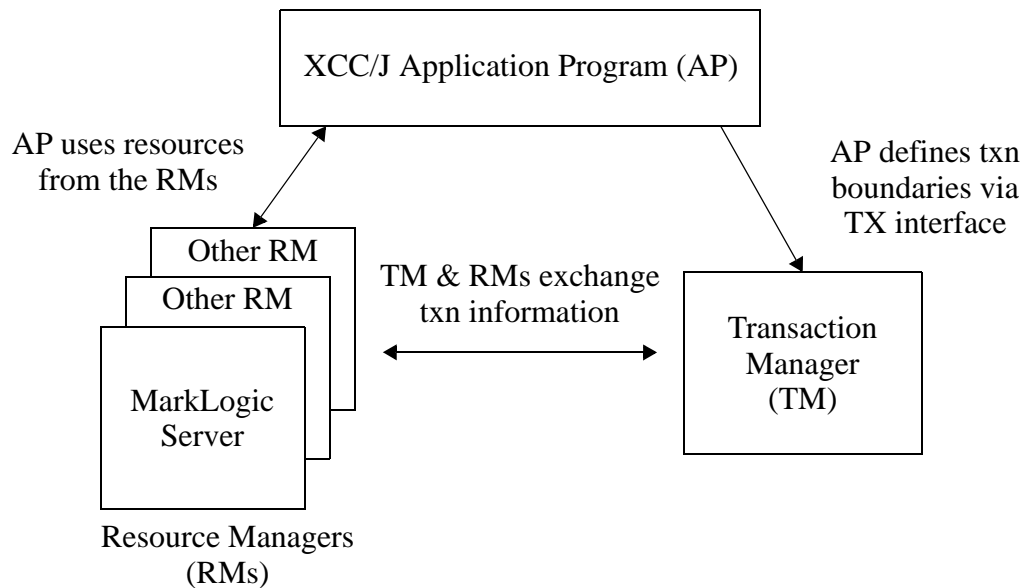 XCC/J Application Program (AP)
AP uses resources
from the RMs
AP defines txn
boundaries via
TX interface
Other RM
Other RM
MarkLogic
Server
TM & RMs exchange
txn information
Transaction
Manager
(TM)
Resource Managers
(RMs)